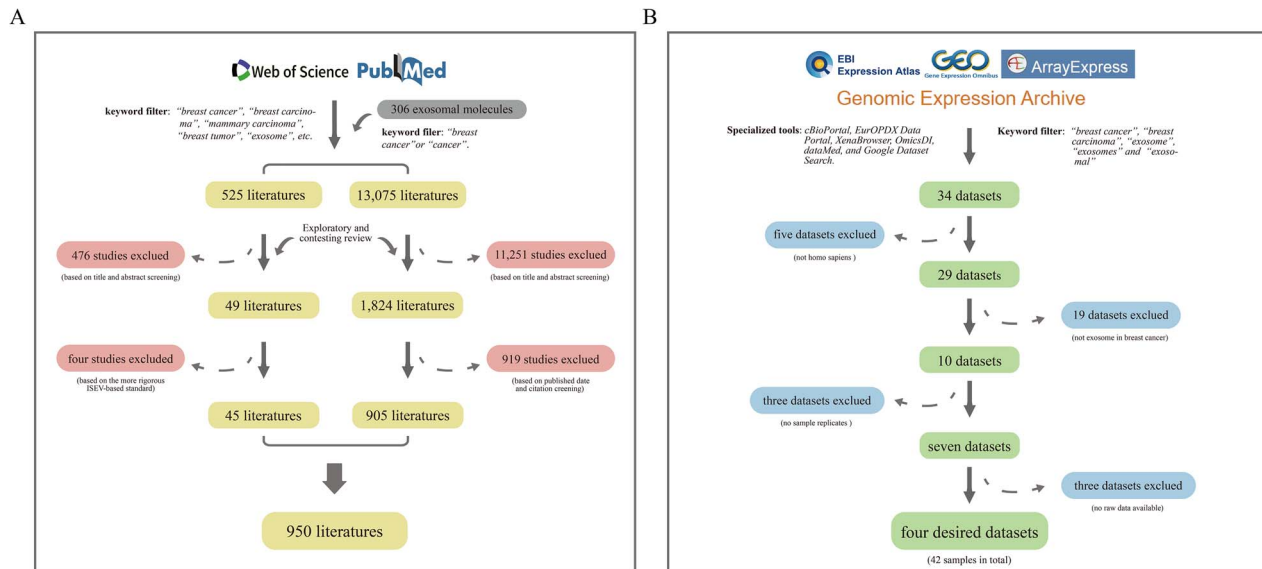 A
Web of Science PubMed
keyword filter: “breast cancer”, “breast carcino-
ma”, “mammary carcinoma”,
“breast tumor”, “exosome”, etc.
306 exosomal molecules
keyword filer: “breast
cancer”or “cancer”.
525 literatures
13,075 literatures
Exploratory and
contesting review
476 studies exclued
(based on title and abstract screening)
11,251 studies exclued
(based on title and abstract screening)
49 literatures
1,824 literatures
four studies excluded
(based on the more rigorous
ISEV-based standard)
919 studies exclued
(based on published date
and citation creening)
45 literatures
905 literatures
950 literatures
B
EBI
Expression Atlas
GEO
Gene Expression Omnibus
AE
ArrayExpress
Genomic Expression Archive
Specialized tools: cBioPortal, EurOPDX Data
Portal, XenaBrowser, OmicsDI,
dataMed, and Google Dataset
Search.
Keyword filter: “breast cancer”, “breast
carcinoma”, “exosome”,
“exosomes” and “exoso-
mal”
34 datasets
five datasets exclued
(not homo sapiens )
29 datasets
19 datasets exclued
(not exosome in breast cancer)
10 datasets
three datasets exclued
(no sample replicates )
seven datasets
three datasets exclued
(no raw data available)
four desired datasets
(42 samples in total)